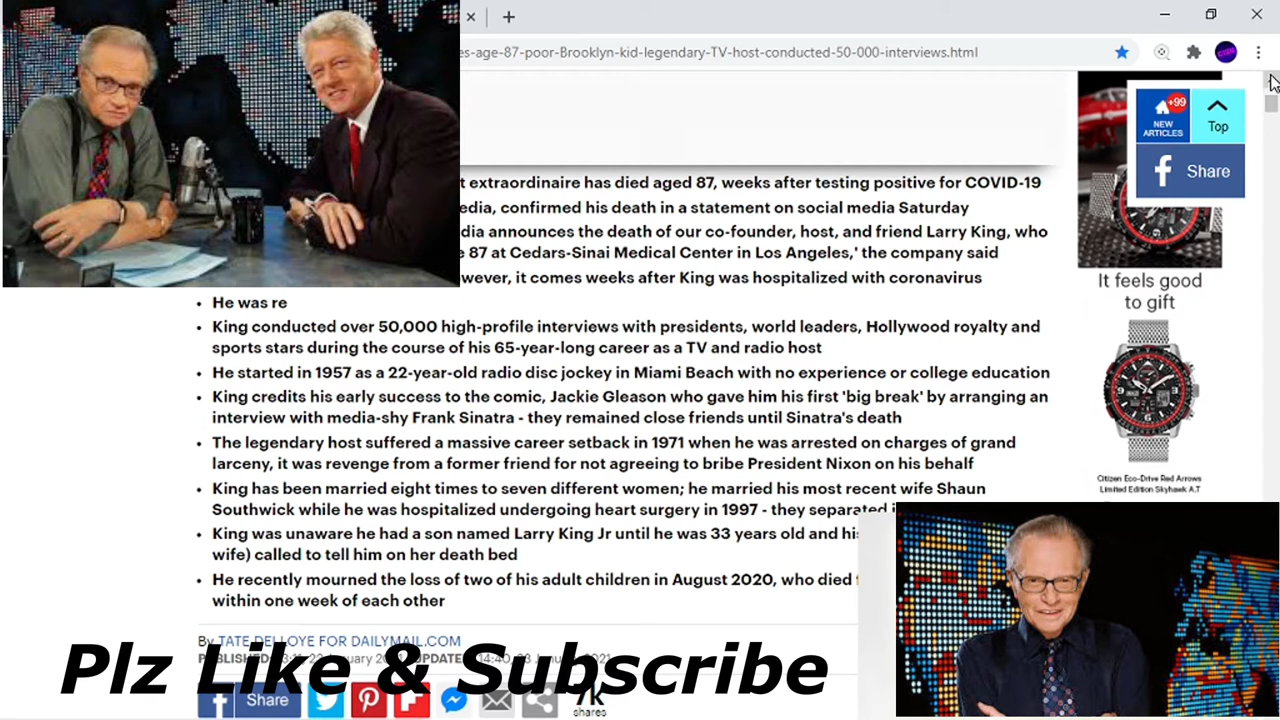 es-age-87-poor-Brooklyn-kid-legendary-TV-host-conducted-50-000-interviews.html
+99
NEW
ARTICLES
Top
Share
t extraordinaire has died aged 87, weeks after testing positive for COVID-19
edia, confirmed his death in a statement on social media Saturday
dia announces the death of our co-founder, host, and friend Larry King, who
87 at Cedars-Sinai Medical Center in Los Angeles,' the company said
wever, it comes weeks after King was hospitalized with coronavirus
• He was re
• King conducted over 50,000 high-profile interviews with presidents, world leaders, Hollywood royalty and
sports stars during the course of his 65-year-long career as a TV and radio host
• He started in 1957 as a 22-year-old radio disc jockey in Miami Beach with no experience or college education
• King credits his early success to the comic, Jackie Gleason who gave him his first 'big break' by arranging an
interview with media-shy Frank Sinatra - they remained close friends until Sinatra's death
• The legendary host suffered a massive career setback in 1971 when he was arrested on charges of grand
larceny, it was revenge from a former friend for not agreeing to bribe President Nixon on his behalf
• King has been married eight times to seven different women; he married his most recent wife Shaun
Southwick while he was hospitalized undergoing heart surgery in 1997 - they separated
• King was unaware he had a son named Larry King Jr until he was 33 years old and his
wife) called to tell him on her death bed
• He recently mourned the loss of two of his adult children in August 2020, who died
within one week of each other
It feels good
to gift
Citizen Eco-Drive Red Arrows
Limited Edition Skyhawk A.T
By TATE DELLOYE FOR DAILYMAIL.COM
Plz Like & Subscribe
Share
7k
shares